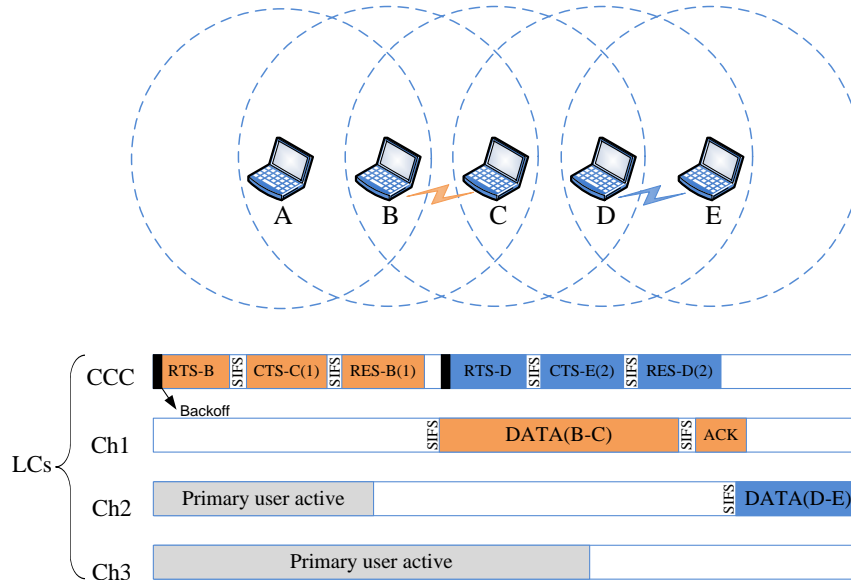 A B C D E
CCC RTS-B SIFS CTS-C(1) SIFS RES-B(1) RTS-D SIFS CTS-E(2) SIFS RES-D(2)
Backoff
LCs
Ch1 SIFS DATA(B-C) SIFS ACK
Ch2 Primary user active SIFS DATA(D-E)
Ch3 Primary user active